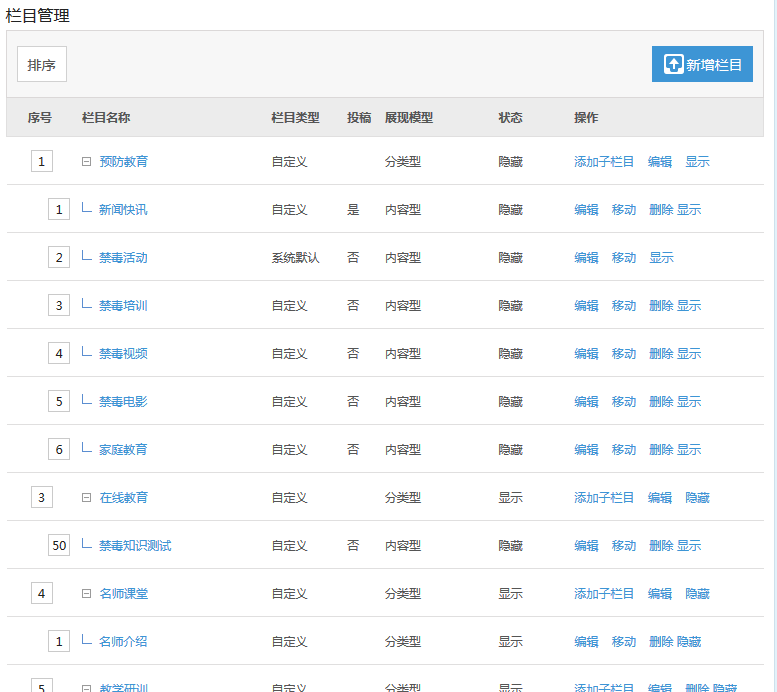 栏目管理
排序 新增栏目
序号 栏目名称 栏目类型 投稿 展现模型 状态 操作
1 预防教育 自定义 分类型 隐藏 添加子栏目 编辑 显示
1 新闻快讯 自定义 是 内容型 隐藏 编辑 移动 删除 显示
2 禁毒活动 系统默认 否 内容型 隐藏 编辑 移动 显示
3 禁毒培训 自定义 否 内容型 隐藏 编辑 移动 删除 显示
4 禁毒视频 自定义 否 内容型 隐藏 编辑 移动 删除 显示
5 禁毒电影 自定义 否 内容型 隐藏 编辑 移动 删除 显示
6 家庭教育 自定义 否 内容型 隐藏 编辑 移动 删除 显示
3 在线教育 自定义 分类型 显示 添加子栏目 编辑 隐藏
50 禁毒知识测试 自定义 否 内容型 隐藏 编辑 移动 删除 显示
4 名师课堂 自定义 分类型 显示 添加子栏目 编辑 隐藏
1 名师介绍 自定义 分类型 显示 编辑 移动 删除 隐藏
5 教学研训 自定义 分类型 显示 添加子栏目 编辑 删除 隐藏